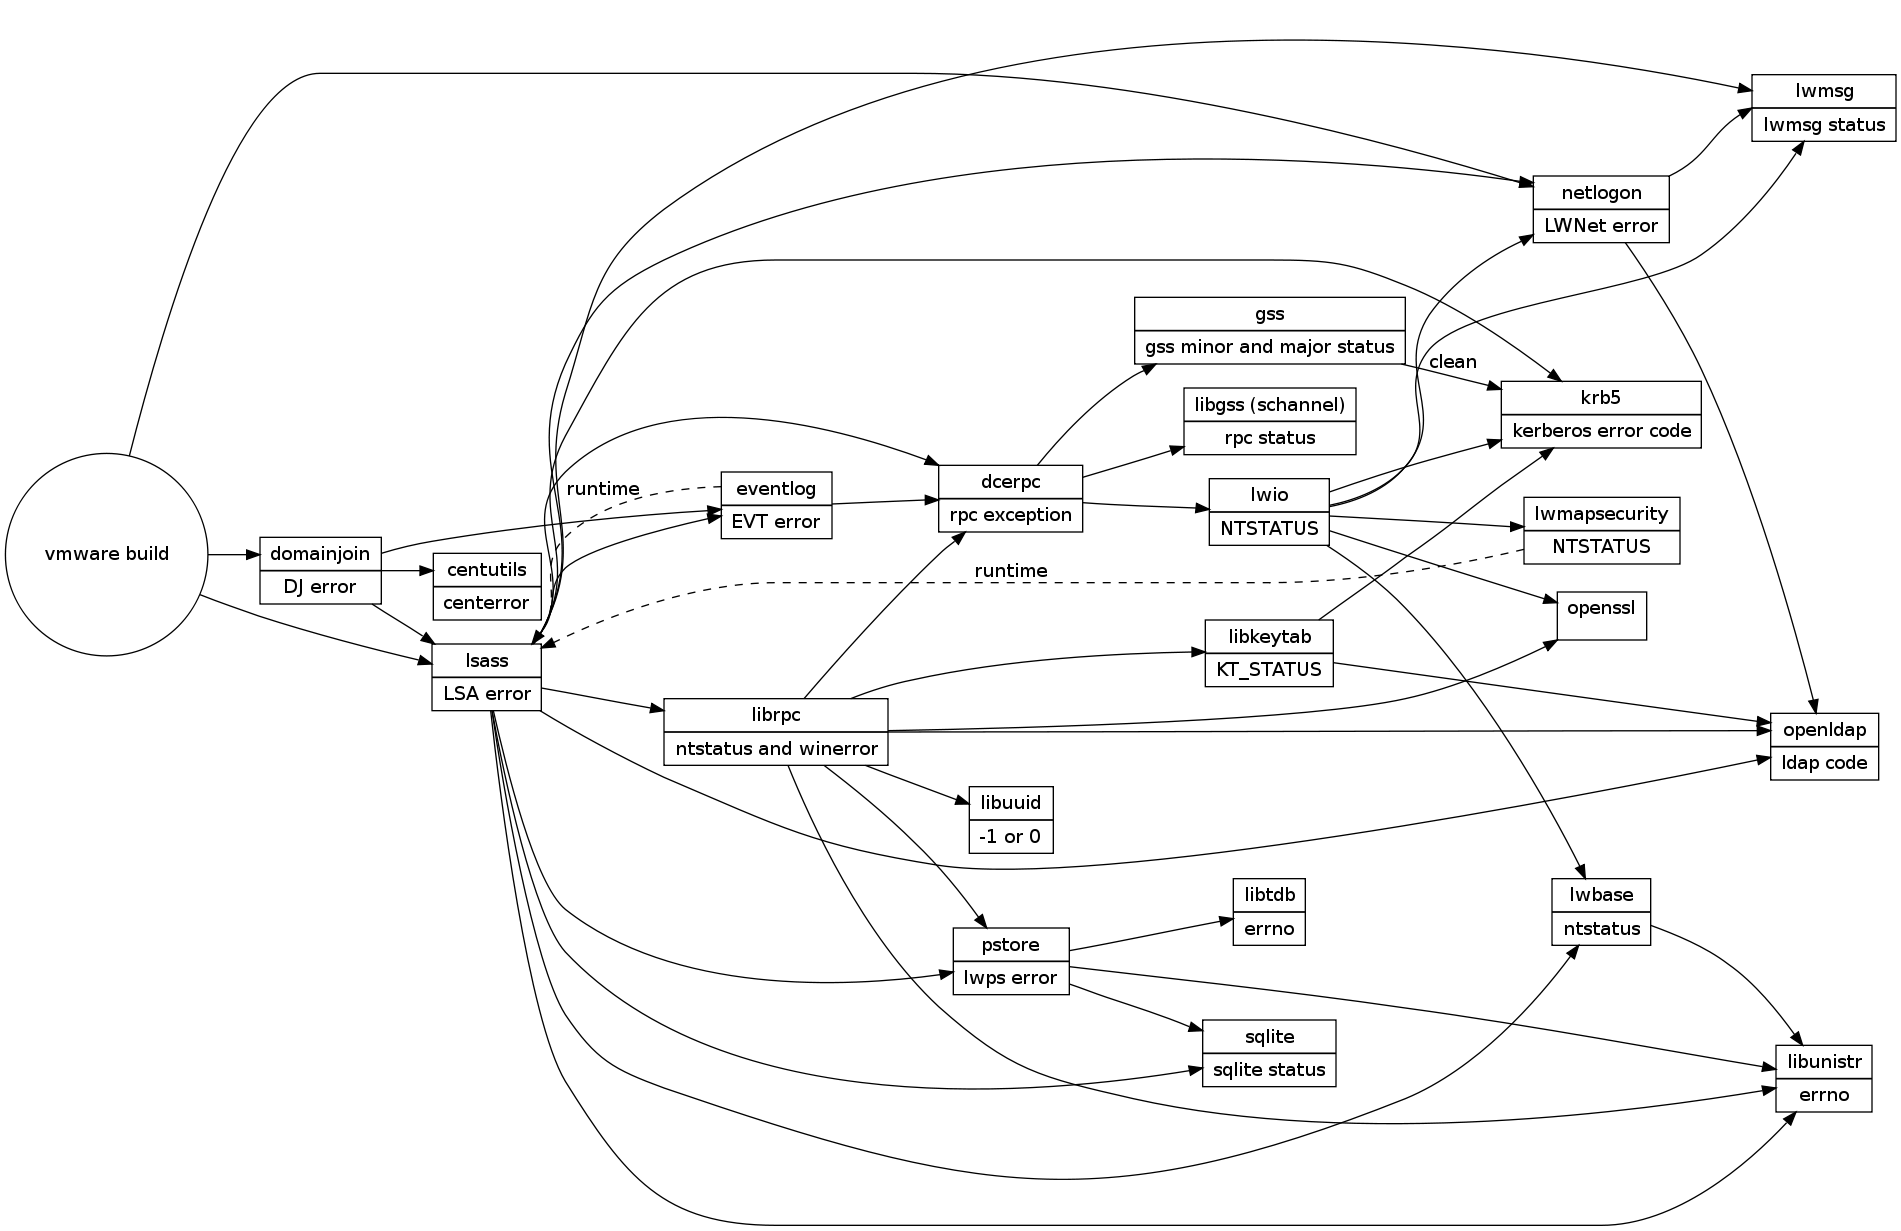 lwmsg
lwmsg status
netlogon
LWNet error
gss
gss minor and major status
clean
krb5
kerberos error code
libgss (schannel)
rpc status
runtime
eventlog
EVT error
dcerpc
rpc exception
lwio
NTSTATUS
lwmapsecurity
NTSTATUS
vmware build
domainjoin
DJ error
centutils
centerror
runtime
openssl
lsass
LSA error
libkeytab
KT_STATUS
librpc
ntstatus and winerror
openldap
ldap code
libuuid
-1 or 0
libtdb
errno
lwbase
ntstatus
pstore
lwps error
sqlite
sqlite status
libunistr
errno